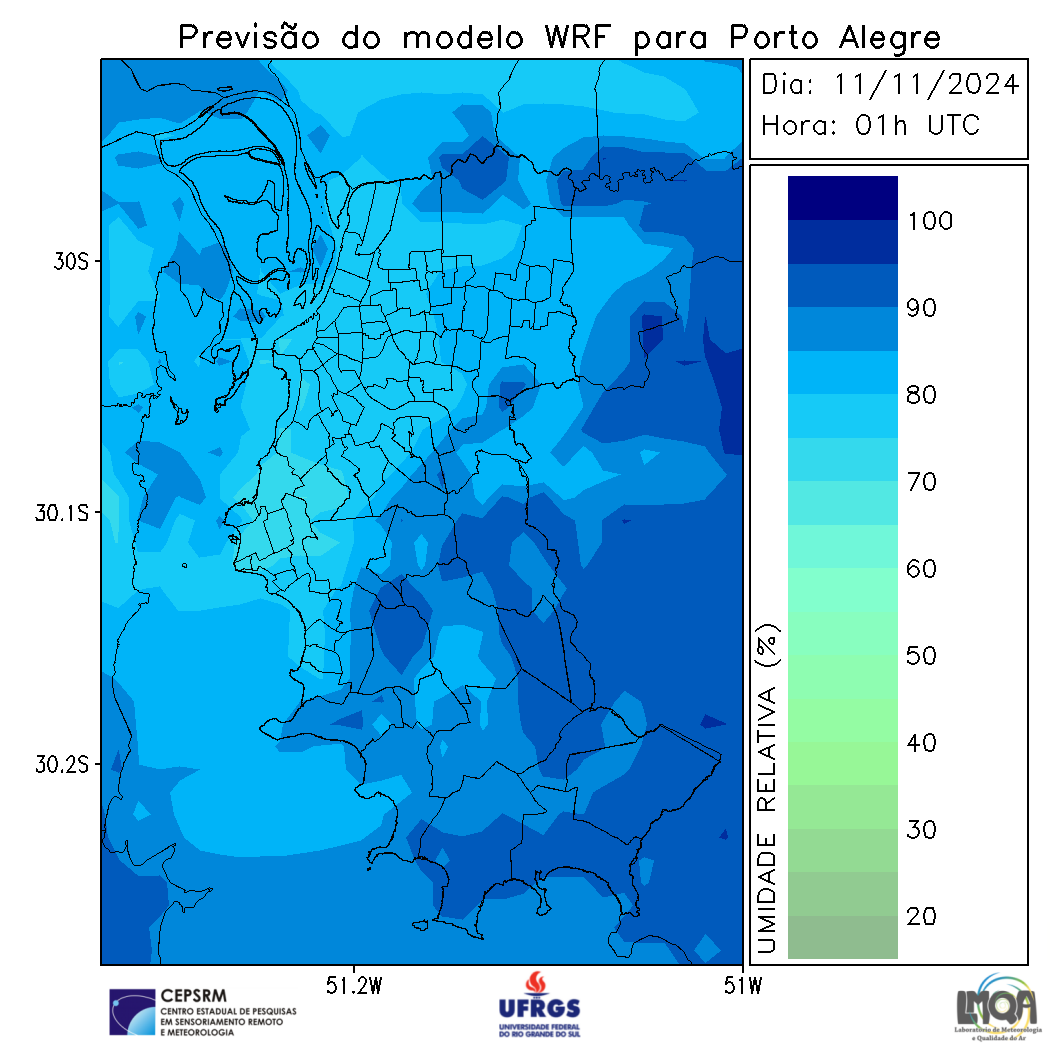 Previsão do modelo WRF para Porto Alegre
Dia: 11/11/2024
Hora: 01h UTC
30S
30.1S
30.2S
51.2W
51W
UMIDADE RELATIVA (%)
100
90
80
70
60
50
40
30
20
CEPSRM
CENTRO ESTADUAL DE PESQUISAS
EM SENSORIAMENTO REMOTO
E METEOROLOGIA
UFRGS
UNIVERSIDADE FEDERAL
DO RIO GRANDE DO SUL
LMQA
Laboratório de Meteorologia
e Qualidade do Ar